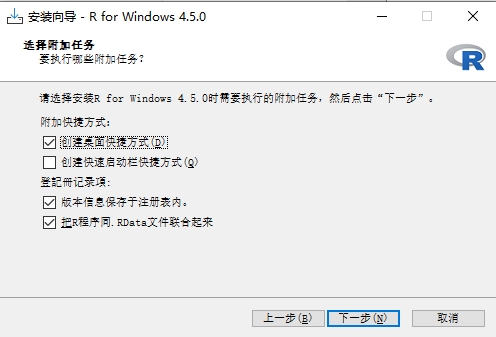 安装向导 - R for Windows 4.5.0
选择附加任务
要执行哪些附加任务?
R
请选择安装R for Windows 4.5.0时需要执行的附加任务，然后点击“下一步”。
附加快捷方式:
创建桌面快捷方式(D)
创建快速启动栏快捷方式(Q)
登記冊记录項:
版本信息保存于注册表内。
把R程序同.RData文件联合起来
上一步(B) 下一步(N) 取消